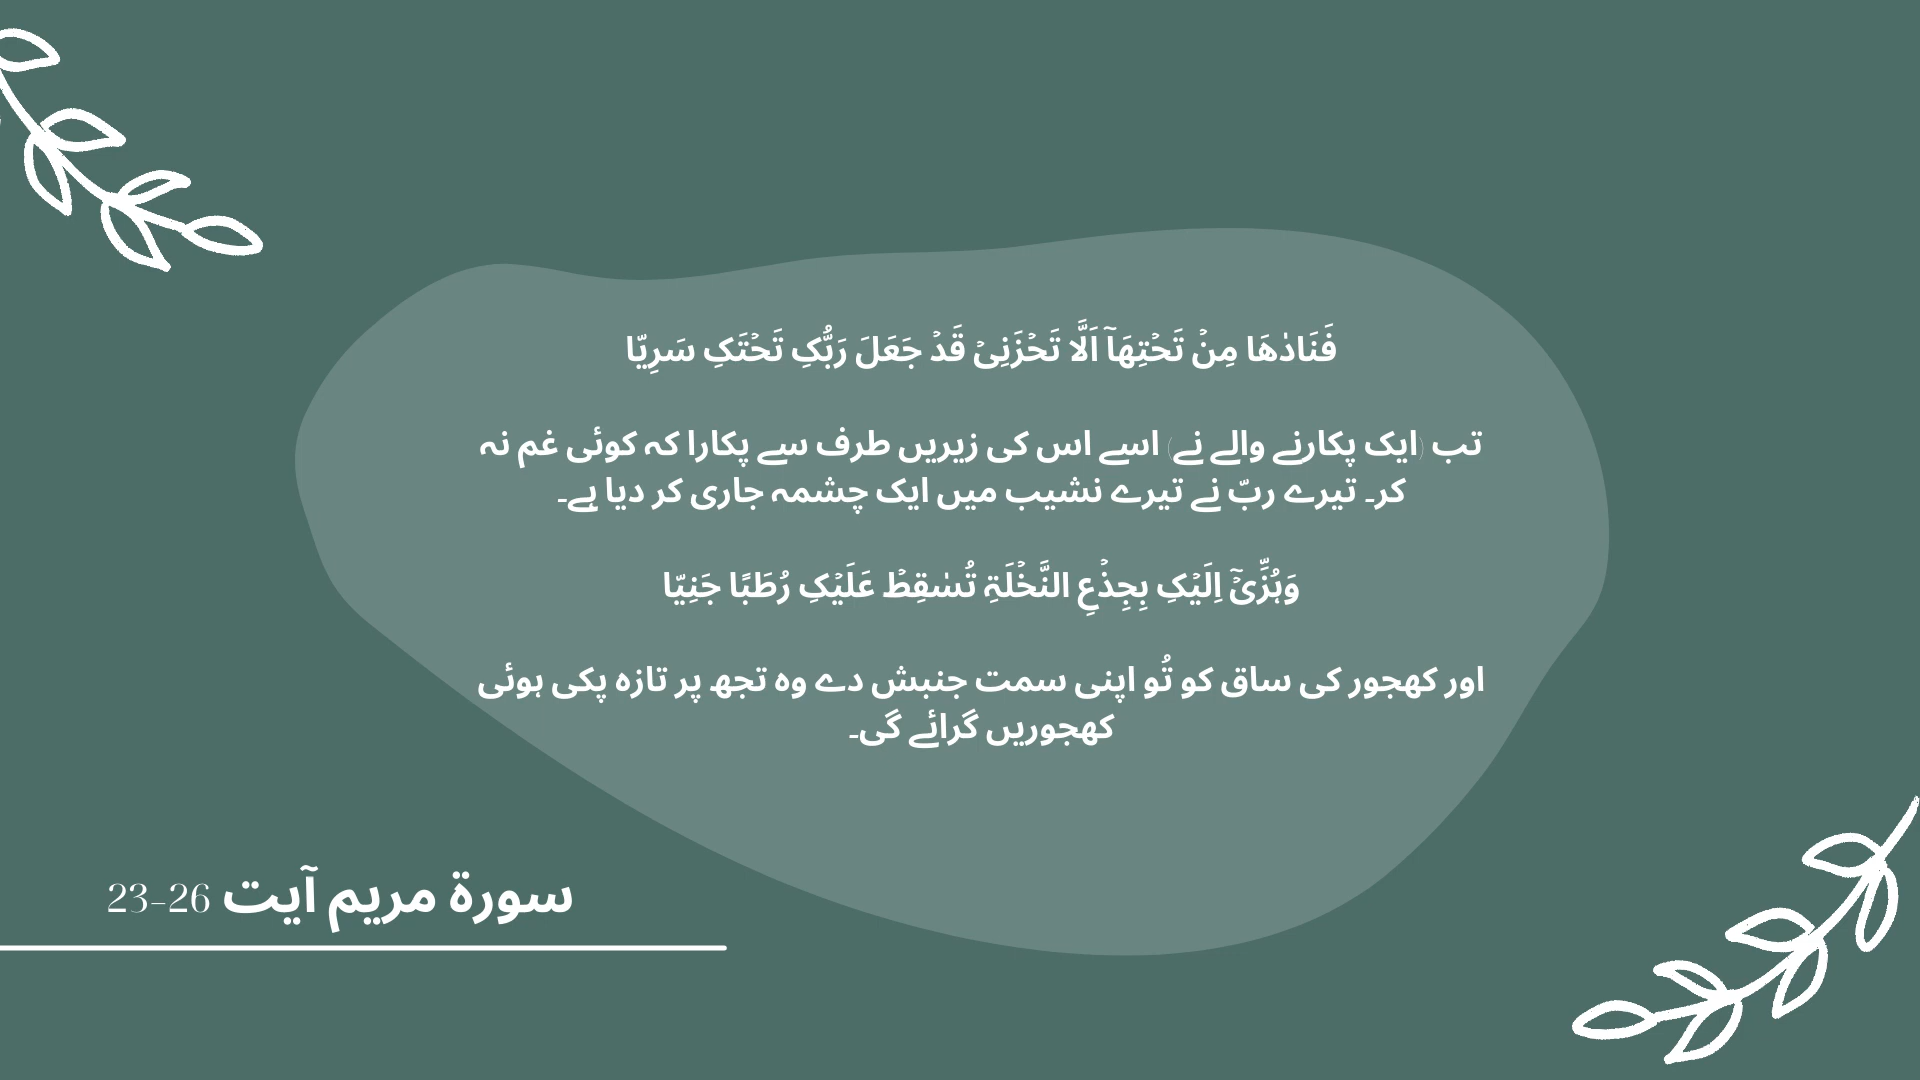 فَنَادٰىهَا مِنۡ تَحۡتِهَاۤ اَلَّا تَحۡزَنِیۡ قَدۡ جَعَلَ رَبُّکِ تَحۡتَکِ سَرِیّا
تب (ایک پکارنے والے نے) اسے اس کی زیریں طرف سے پکارا کہ کوئی غم نہ
کر۔ تیرے ربّ نے تیرے نشیب میں ایک چشمہ جاری کر دیا ہے۔
وَہُزِّیۡۤ اِلَیۡکِ بِجِذۡعِ النَّخۡلَۃِ تُسٰقِطۡ عَلَیۡکِ رُطَبًا جَنِیّا
اور کھجور کی ساق کو تُو اپنی سمت جنبش دے وہ تجھ پر تازہ پکی ہوئی
کھجوریں گرائے گی۔
سورۃ مریم آیت 23-26